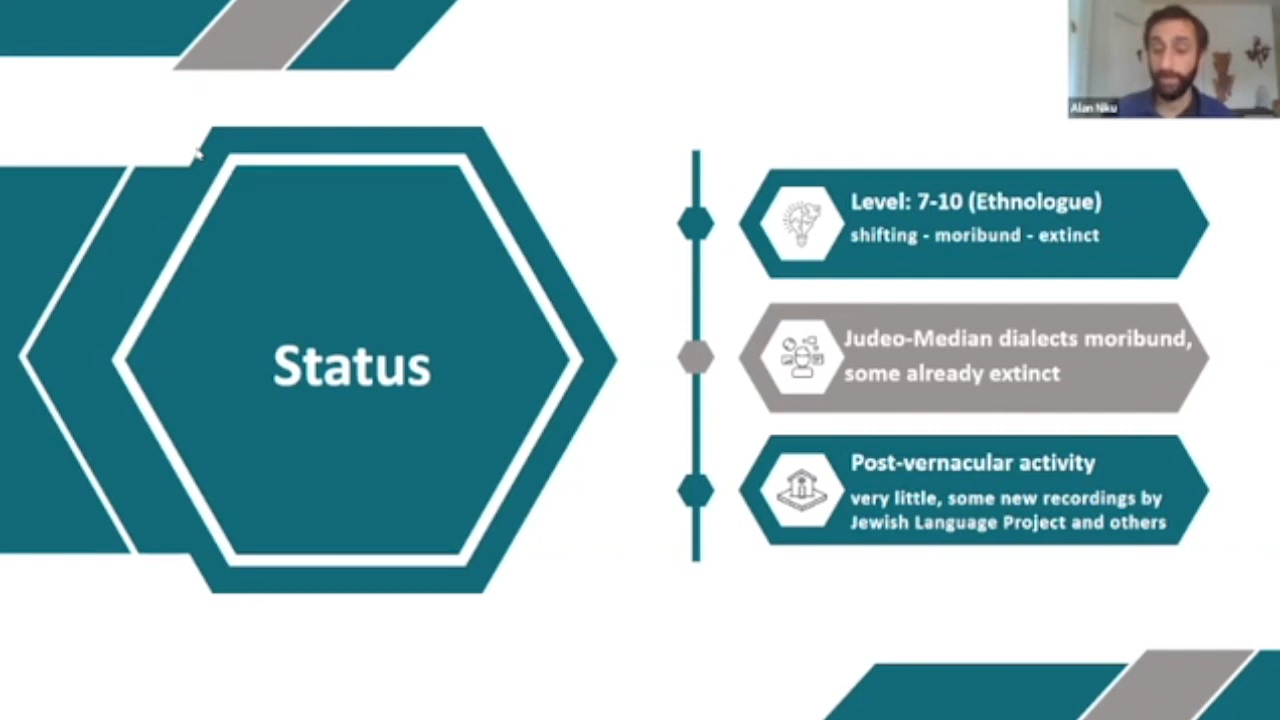 Alan Niku
Status
Level: 7-10 (Ethnologue)
shifting - moribund - extinct
Judeo-Median dialects moribund,
some already extinct
Post-vernacular activity
very little, some new recordings by
Jewish Language Project and others